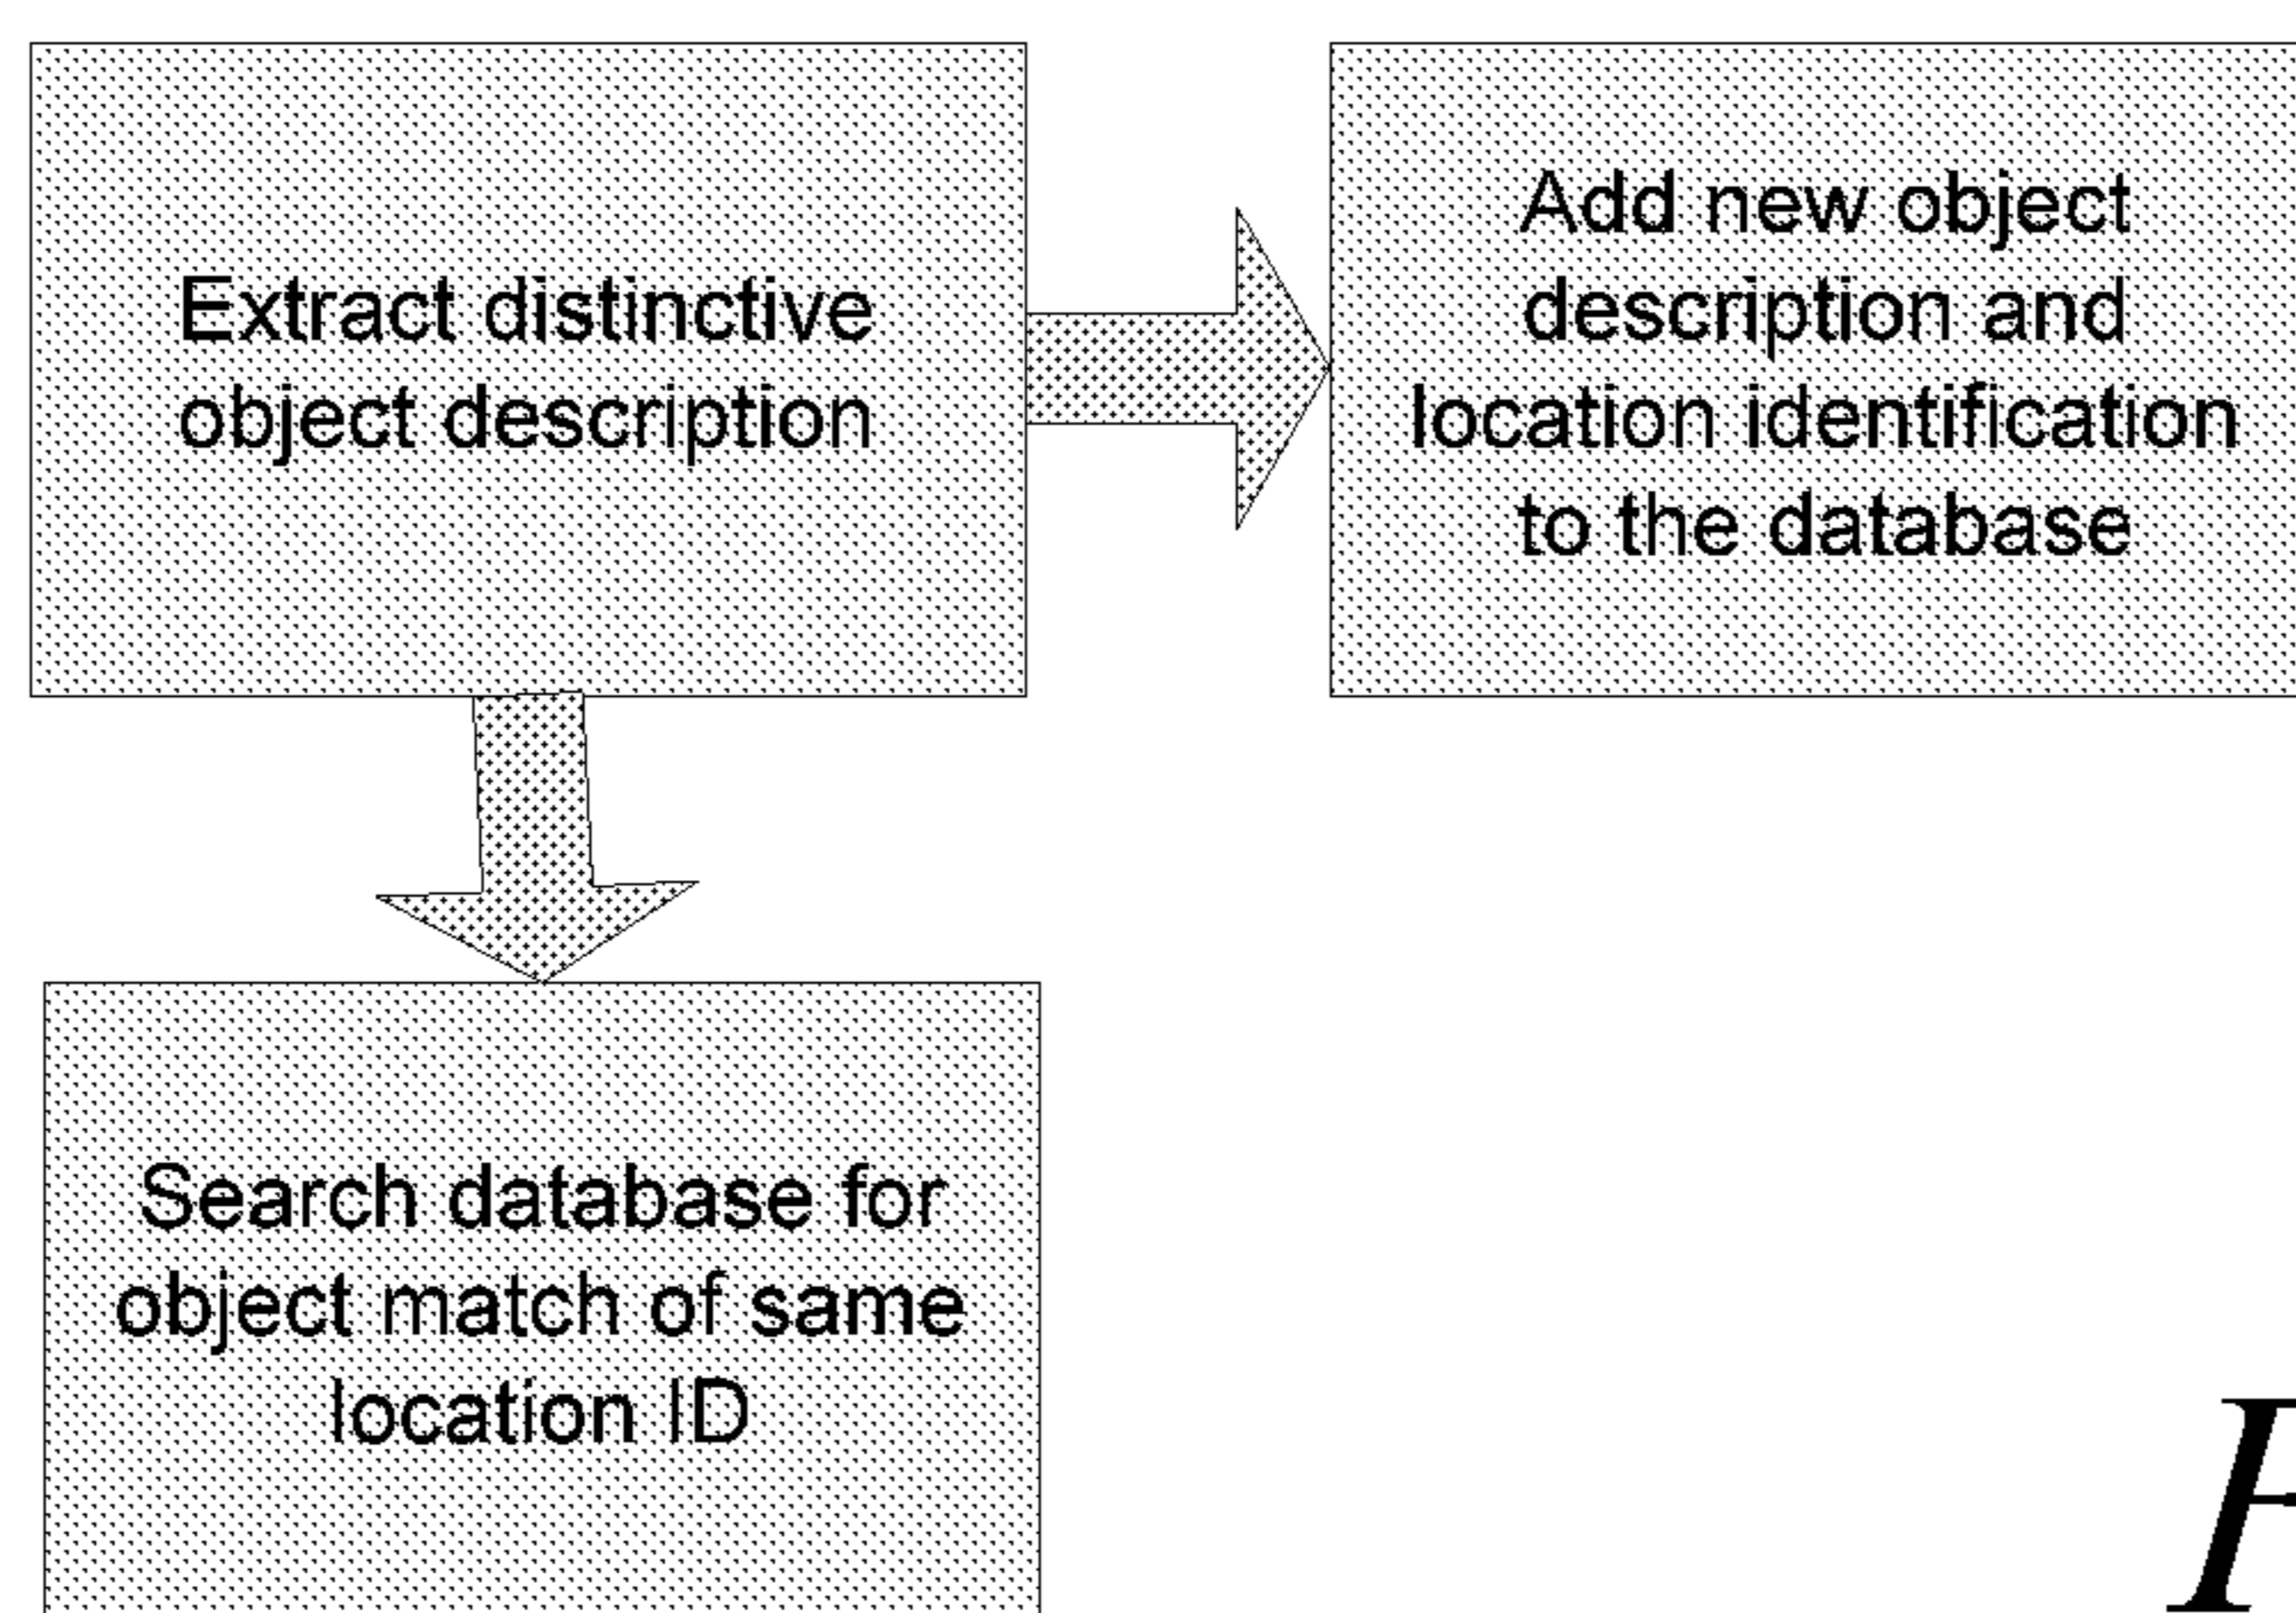 Extract distinctive
object description
Add new object
description and
location identification
to the database
Search database for
object match of same
location ID